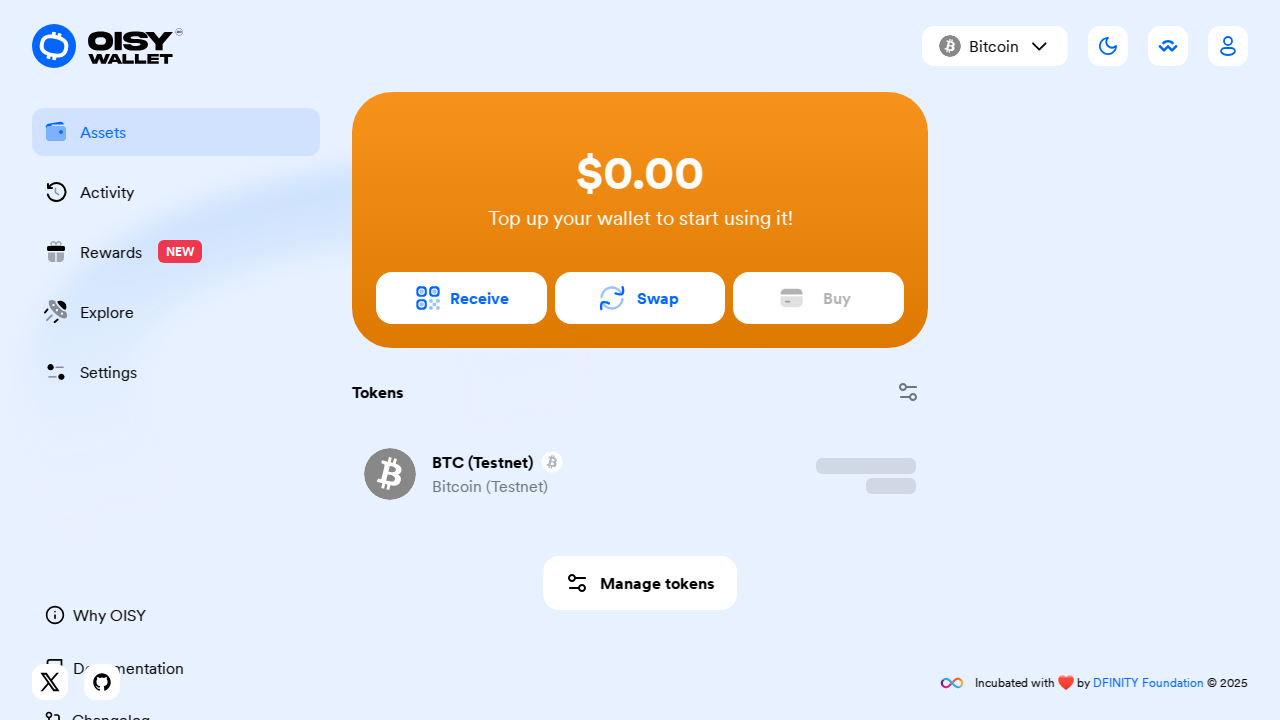 OISY
WALLET
Bitcoin
Assets
Activity
Rewards NEW
Explore
Settings
$0.00
Top up your wallet to start using it!
Receive
Swap
Buy
Tokens
BTC (Testnet)
Bitcoin (Testnet)
Manage tokens
Why OISY
Documentation
Changelog
Incubated with ❤️ by DFINITY Foundation © 2025